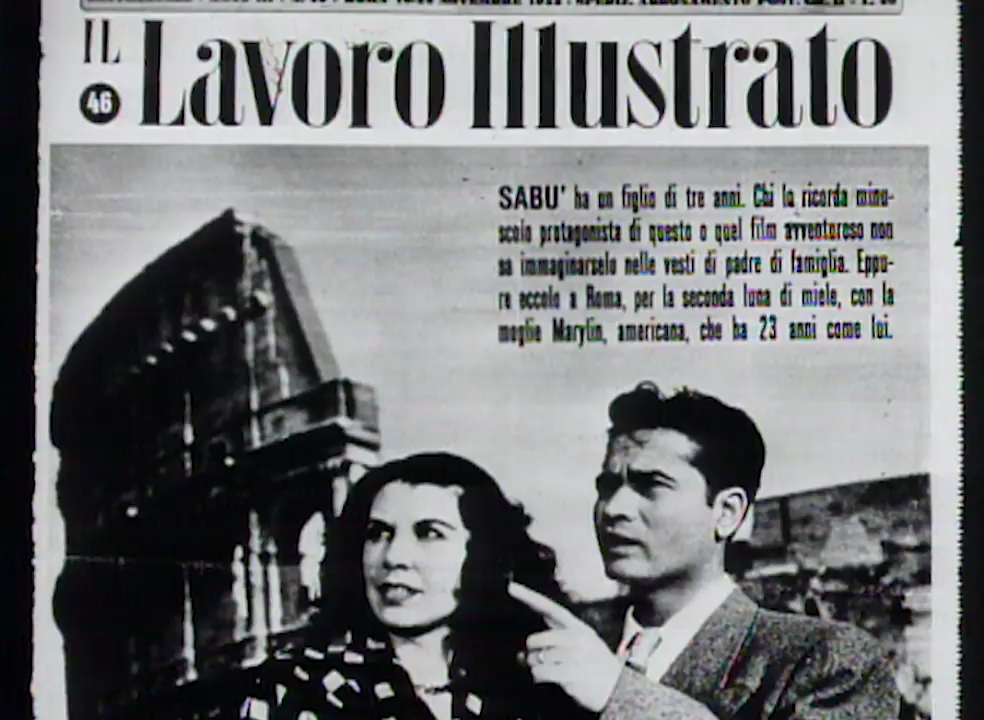 IL
46
Lavoro Illustrato
SABU' ha un figlio di tre anni. Chi lo ricorda minu-
scolo protagonista di questo o quel film avventuroso non
sa immaginarselo nelle vesti di padre di famiglia. Eppu-
re eccolo a Roma, per la seconda luna di miele, con la
moglie Marylin, americana, che ha 23 anni come lui.